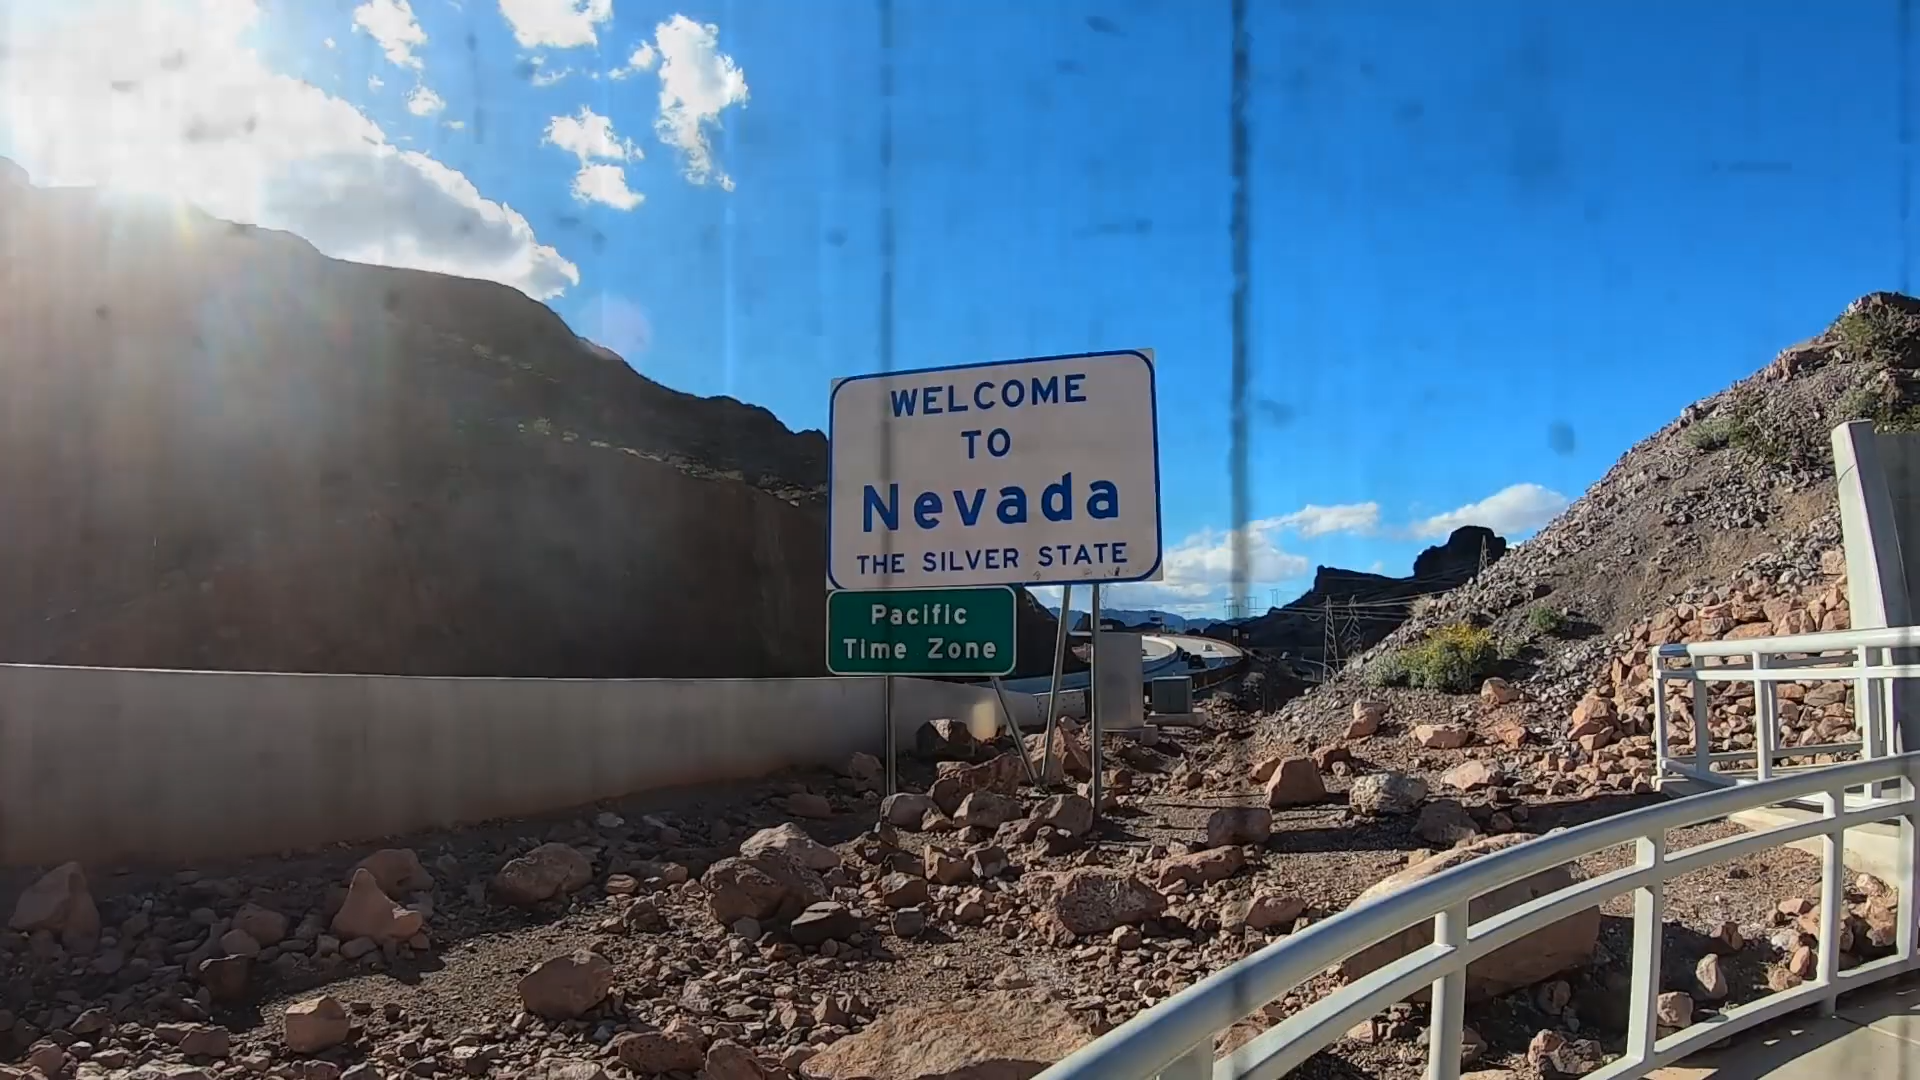 WELCOME
TO
Nevada
THE SILVER STATE
Pacific
Time Zone